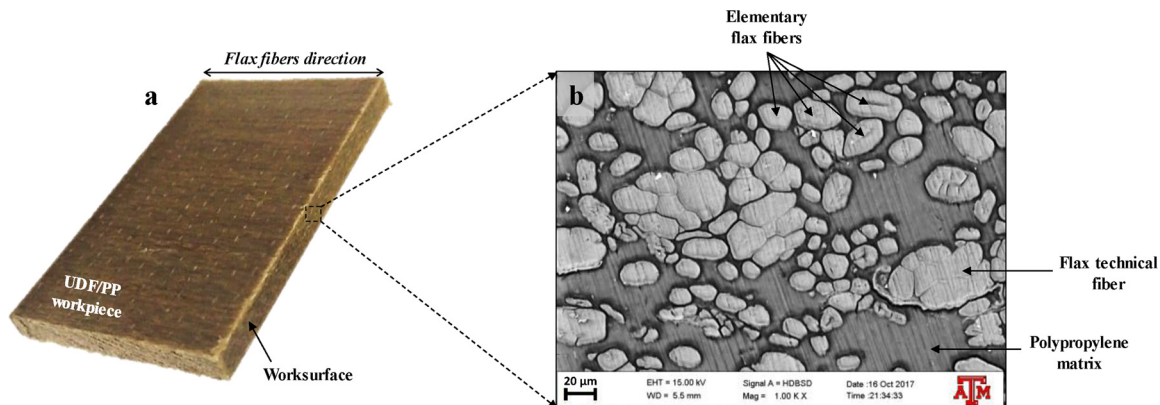 Flax fibers direction
a
UDF/PP
workpiece
Worksurface
Elementary
flax fibers
b
Flax technical
fiber
Polypropylene
matrix
20 µm
EHT = 15.00 kV
WD = 5.5 mm
Signal A = HDBSD
Mag = 1.00 K X
Date :16 Oct 2017
Time :21:34:33
ATM